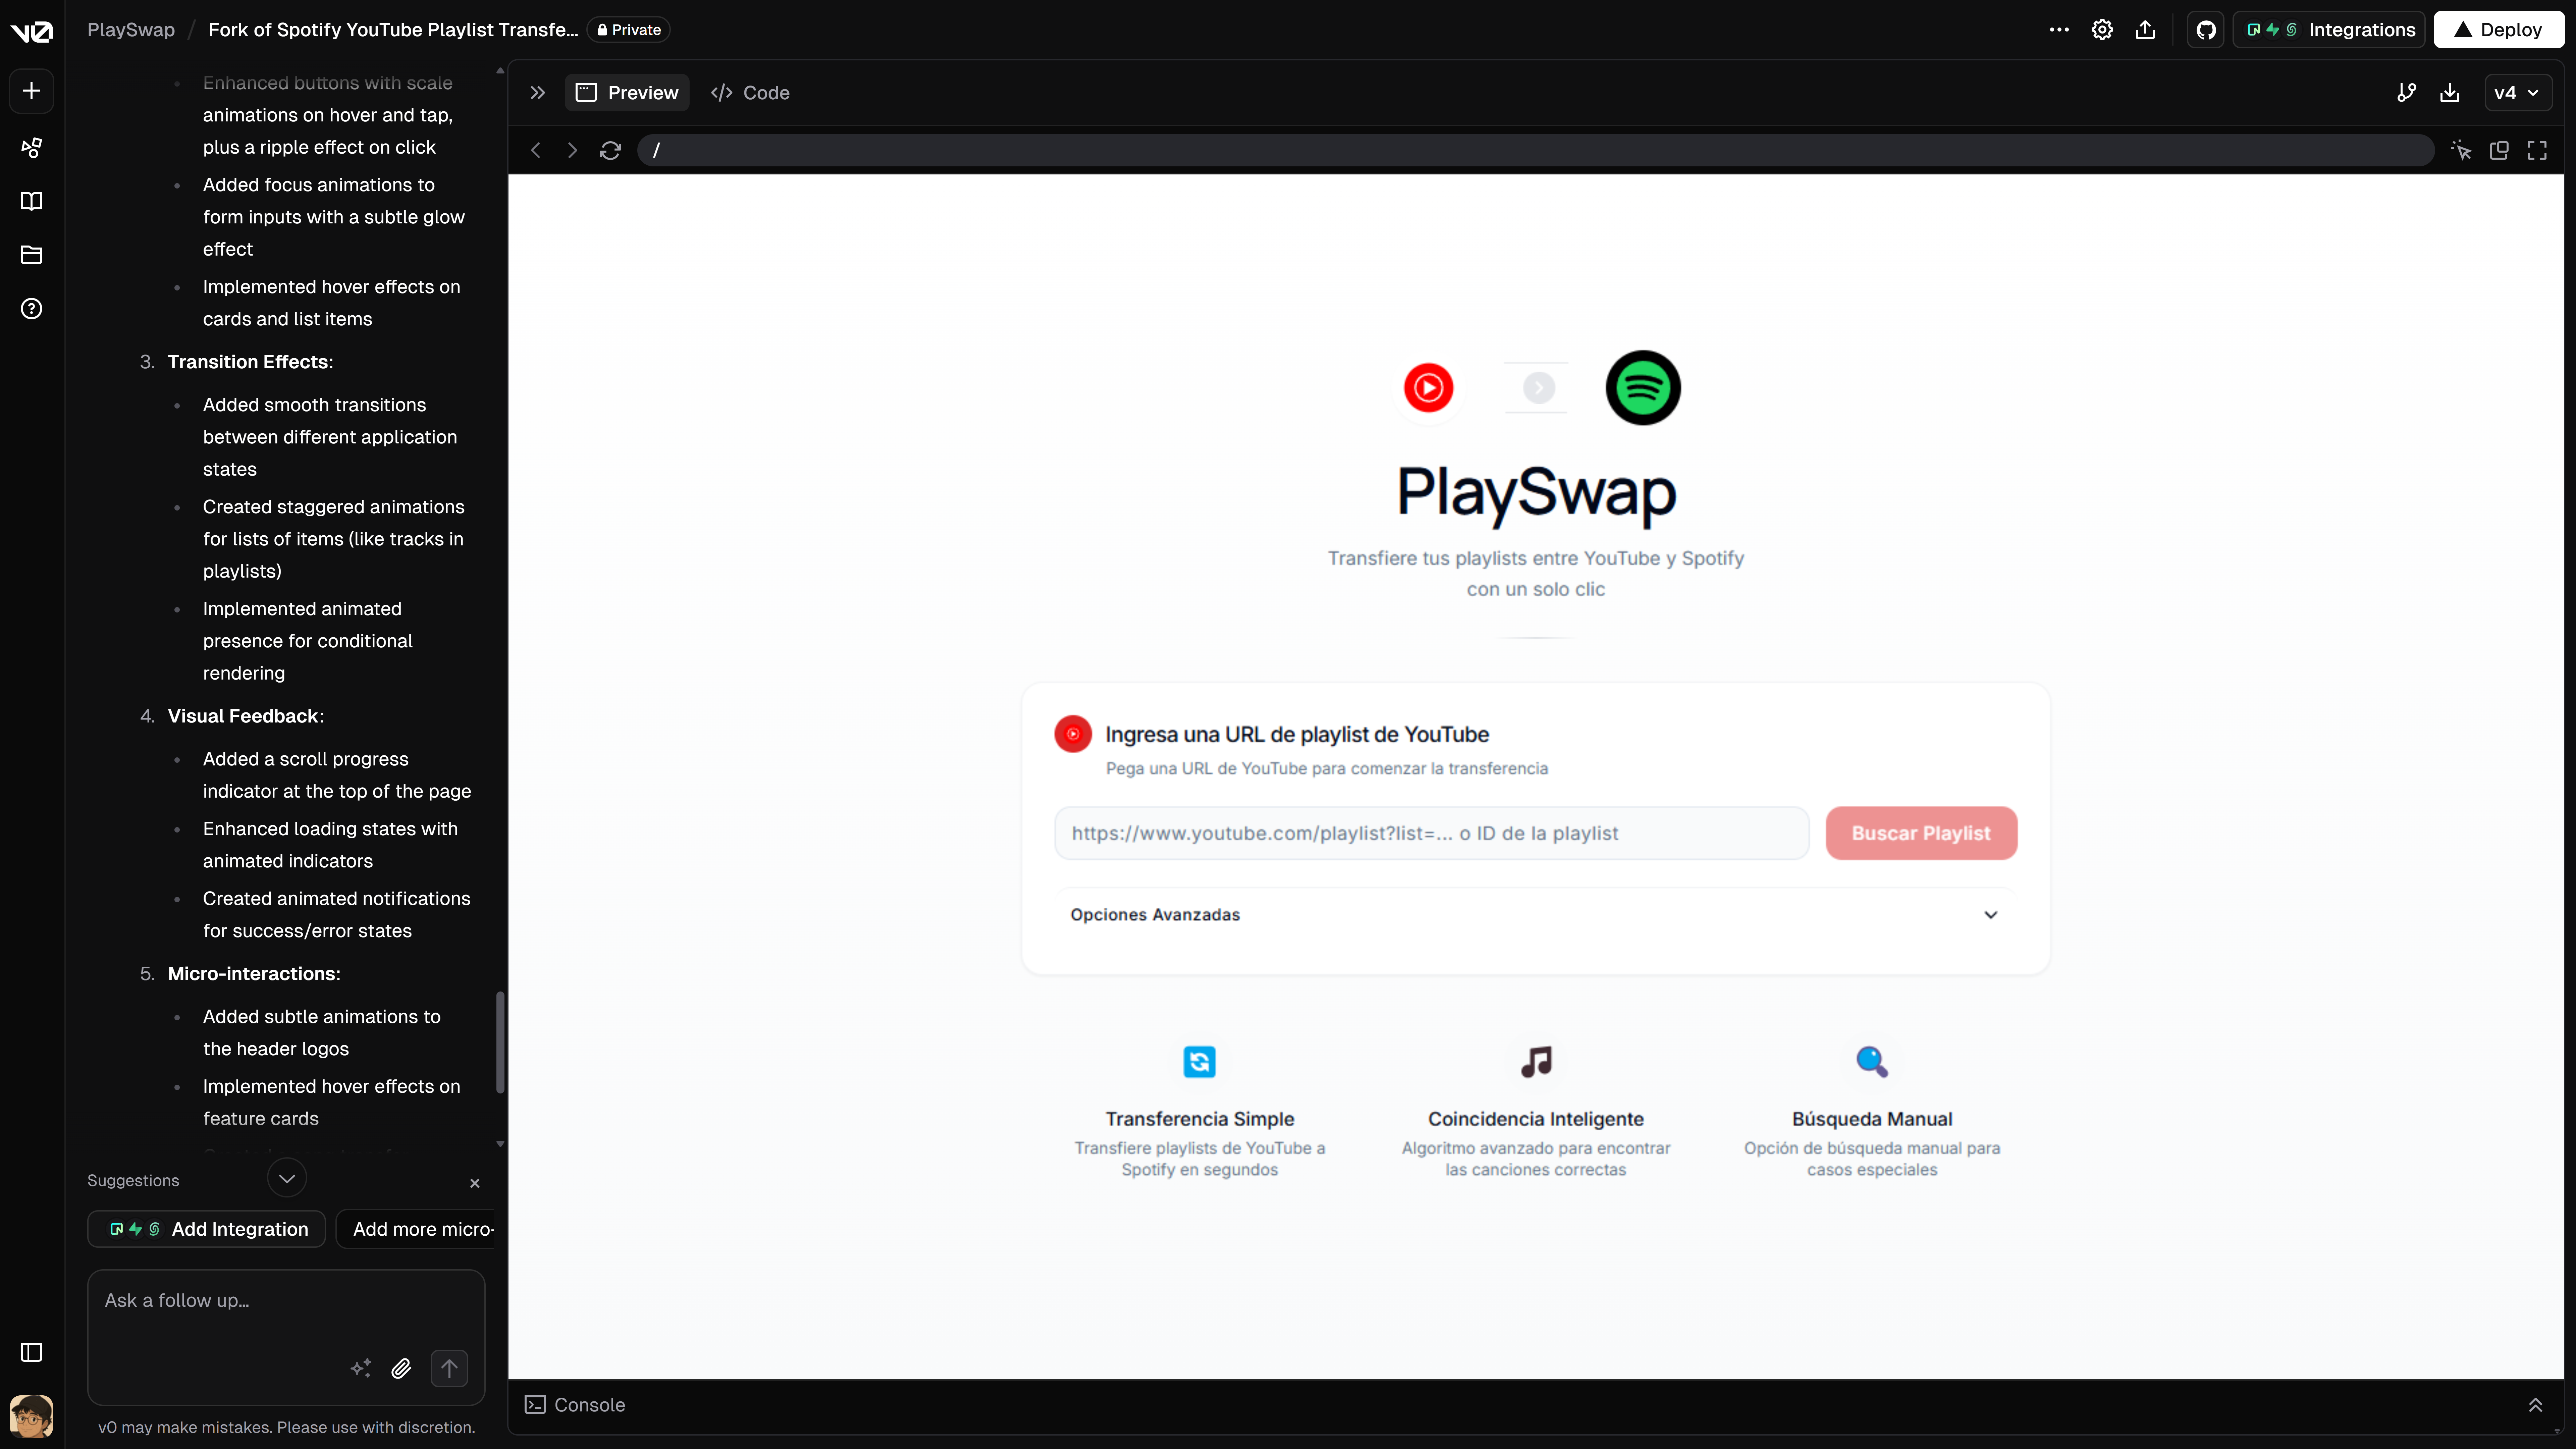 v0
PlaySwap / Fork of Spotify YouTube Playlist Transfe... Private
Integrations
Deploy
Enhanced buttons with scale
animations on hover and tap,
plus a ripple effect on click
Added focus animations to
form inputs with a subtle glow
effect
Implemented hover effects on
cards and list items
3. Transition Effects:
Added smooth transitions
between different application
states
Created staggered animations
for lists of items (like tracks in
playlists)
Implemented animated
presence for conditional
rendering
4. Visual Feedback:
Added a scroll progress
indicator at the top of the page
Enhanced loading states with
animated indicators
Created animated notifications
for success/error states
5. Micro-interactions:
Added subtle animations to
the header logos
Implemented hover effects on
feature cards
Suggestions
Add Integration
Add more micro-
Ask a follow up...
v0 may make mistakes. Please use with discretion.
Preview
</> Code
v4
/
PlaySwap
Transfiere tus playlists entre YouTube y Spotify
con un solo clic
Ingresa una URL de playlist de YouTube
Pega una URL de YouTube para comenzar la transferencia
https://www.youtube.com/playlist?list=... o ID de la playlist
Buscar Playlist
Opciones Avanzadas
Transferencia Simple
Transfiere playlists de YouTube a
Spotify en segundos
Coincidencia Inteligente
Algoritmo avanzado para encontrar
las canciones correctas
Búsqueda Manual
Opción de búsqueda manual para
casos especiales
Console